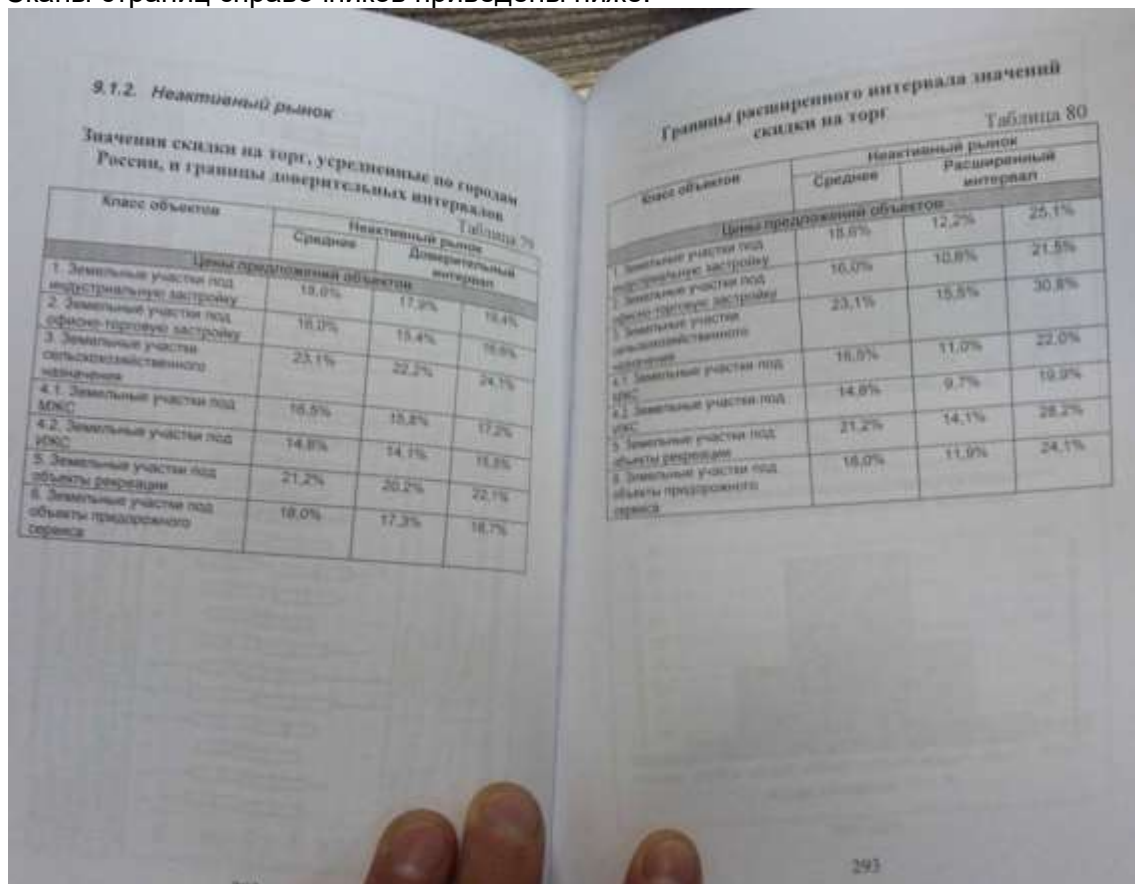 Сканы страниц справочников приведены ниже.
9.1.2. Неактивный рынок
Значения скидки на торг, усредненные по городам
России, и границы доверительных интервалов
Таблица 79
Класс объектов
Неактивный рынок
Среднее
Доверительный
интервал
Цены предложений объектов
1. Земельные участки под
индустриальную застройку
17,9%
2. Земельные участки под
офисно-торговую застройку
16,0%
15,4%
16,6%
3. Земельные участки
сельскохозяйственного
назначения
23,1%
22,2%
24,1%
4.1. Земельные участки под
МЖС
16,5%
15,8%
17,2%
4.2. Земельные участки под
ИЖС
14,8%
14,1%
5. Земельные участки под
объекты рекреации
21,2%
20,2%
22,1%
6. Земельные участки под
объекты придорожного
сервиса
18,0%
17,3%
18,7%
Границы расширенного интервала значений
скидки на торг
Таблица 80
Класс объектов
Неактивный рынок
Среднее
Расширенный
интервал
Цены предложений объектов
1. Земельные участки под
индустриальную застройку
18,6%
12,2%
25,1%
2. Земельные участки под
офисно-торговую застройку
16,0%
10,6%
21,5%
3. Земельные участки
сельскохозяйственного
назначения
23,1%
15,5%
30,8%
4.1. Земельные участки под
МЖС
16,5%
11,0%
22,0%
4.2. Земельные участки под
ИЖС
14,8%
9,7%
19,9%
5. Земельные участки под
объекты рекреации
21,2%
14,1%
28,2%
6. Земельные участки под
объекты придорожного
сервиса
18,0%
11,9%
24,1%
293